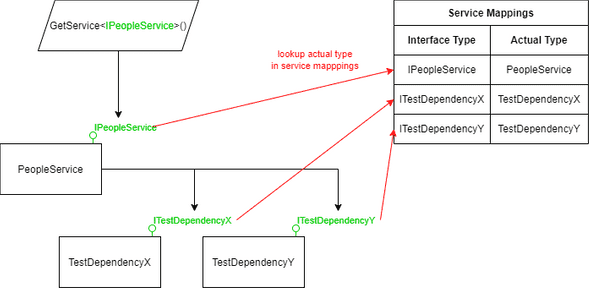 GetService<IPeopleService>()
Service Mappings
Interface Type Actual Type
IPeopleService PeopleService
ITestDependencyX TestDependencyX
ITestDependencyY TestDependencyY
lookup actual type
in service mapppings
IPeopleService
PeopleService
ITestDependencyX
ITestDependencyY
TestDependencyX
TestDependencyY